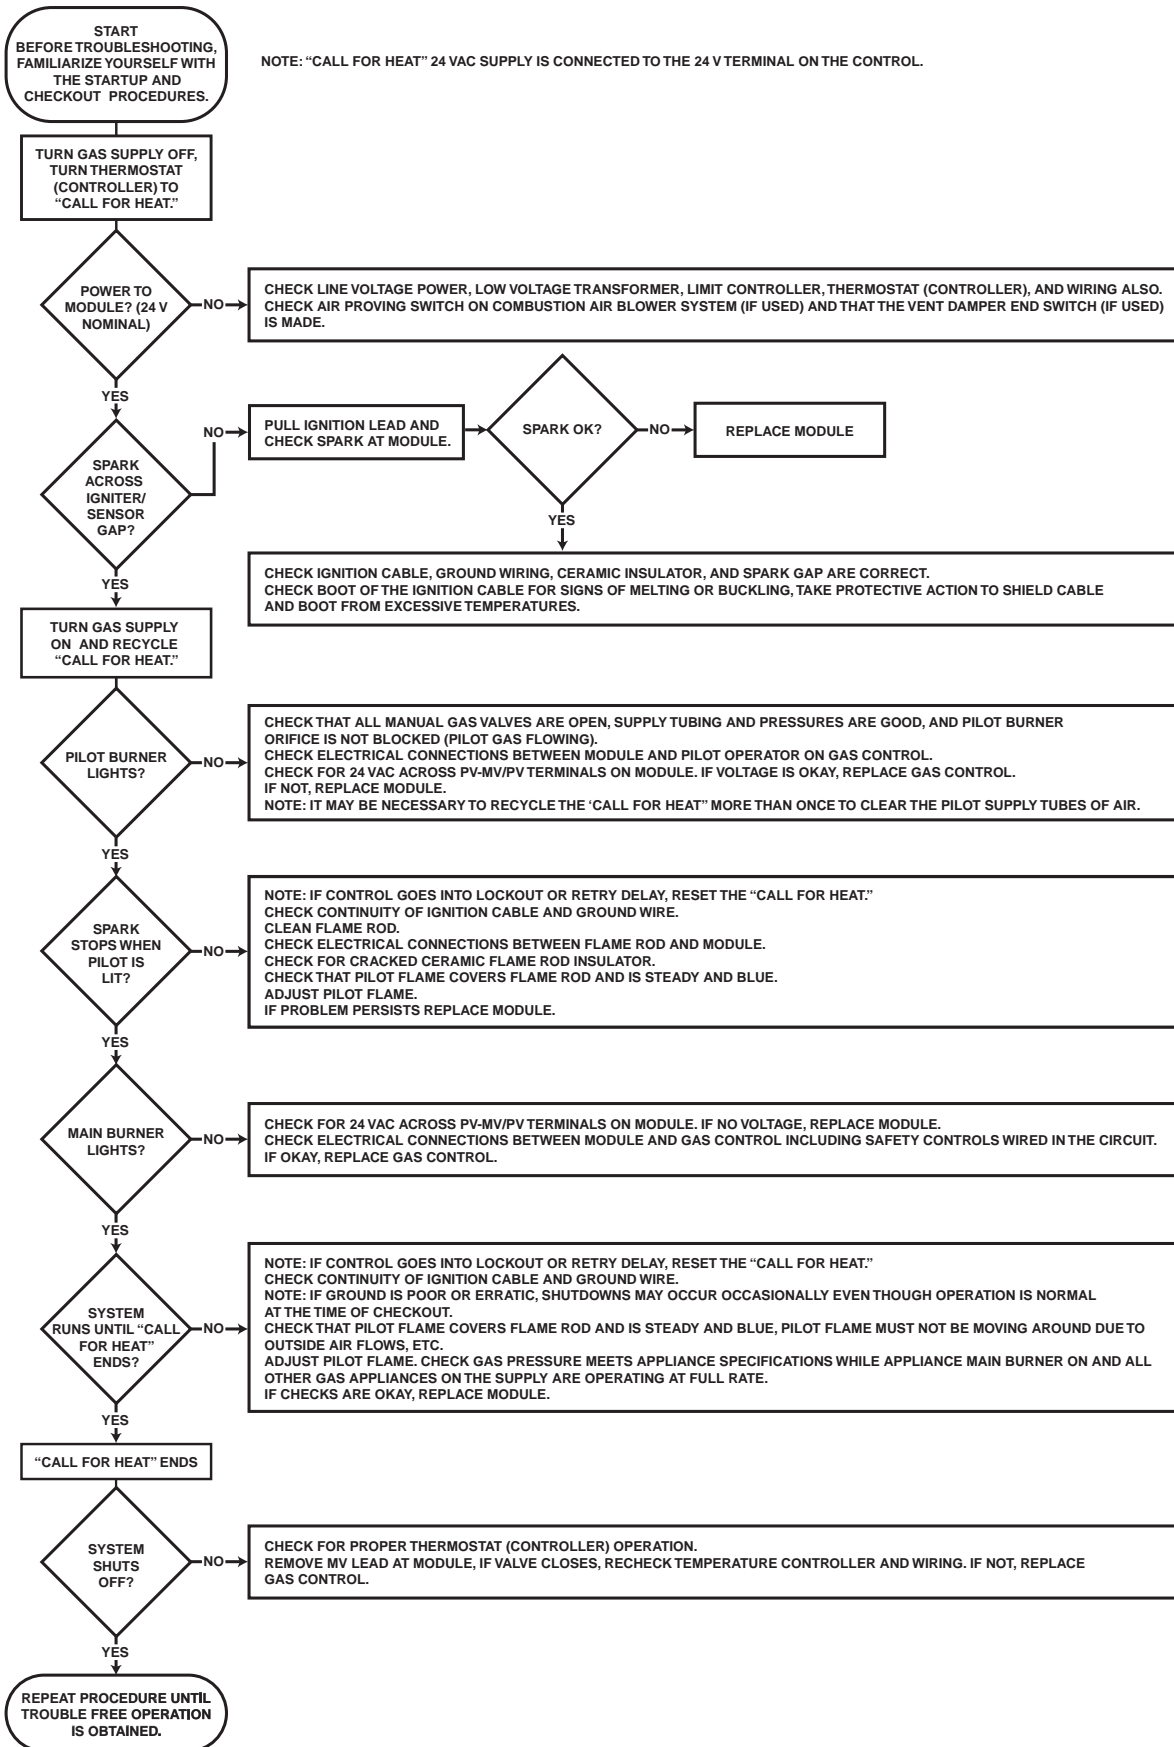 START
BEFORE TROUBLESHOOTING,
FAMILIARIZE YOURSELF WITH
THE STARTUP AND
CHECKOUT PROCEDURES.
NOTE: “CALL FOR HEAT” 24 VAC SUPPLY IS CONNECTED TO THE 24 V TERMINAL ON THE CONTROL.
TURN GAS SUPPLY OFF,
TURN THERMOSTAT
(CONTROLLER) TO
“CALL FOR HEAT.”
POWER TO
MODULE? (24 V
NOMINAL)
NO
CHECK LINE VOLTAGE POWER, LOW VOLTAGE TRANSFORMER, LIMIT CONTROLLER, THERMOSTAT (CONTROLLER), AND WIRING ALSO.
CHECK AIR PROVING SWITCH ON COMBUSTION AIR BLOWER SYSTEM (IF USED) AND THAT THE VENT DAMPER END SWITCH (IF USED)
IS MADE.
YES
SPARK
ACROSS
IGNITER/
SENSOR
GAP?
NO
PULL IGNITION LEAD AND
CHECK SPARK AT MODULE.
SPARK OK?
NO
REPLACE MODULE
YES
CHECK IGNITION CABLE, GROUND WIRING, CERAMIC INSULATOR, AND SPARK GAP ARE CORRECT.
CHECK BOOT OF THE IGNITION CABLE FOR SIGNS OF MELTING OR BUCKLING, TAKE PROTECTIVE ACTION TO SHIELD CABLE
AND BOOT FROM EXCESSIVE TEMPERATURES.
YES
TURN GAS SUPPLY
ON AND RECYCLE
“CALL FOR HEAT.”
PILOT BURNER
LIGHTS?
NO
CHECK THAT ALL MANUAL GAS VALVES ARE OPEN, SUPPLY TUBING AND PRESSURES ARE GOOD, AND PILOT BURNER
ORIFICE IS NOT BLOCKED (PILOT GAS FLOWING).
CHECK ELECTRICAL CONNECTIONS BETWEEN MODULE AND PILOT OPERATOR ON GAS CONTROL.
CHECK FOR 24 VAC ACROSS PV-MV/PV TERMINALS ON MODULE. IF VOLTAGE IS OKAY, REPLACE GAS CONTROL.
IF NOT, REPLACE MODULE.
NOTE: IT MAY BE NECESSARY TO RECYCLE THE ‘CALL FOR HEAT” MORE THAN ONCE TO CLEAR THE PILOT SUPPLY TUBES OF AIR.
YES
SPARK
STOPS WHEN
PILOT IS
LIT?
NO
NOTE: IF CONTROL GOES INTO LOCKOUT OR RETRY DELAY, RESET THE “CALL FOR HEAT.”
CHECK CONTINUITY OF IGNITION CABLE AND GROUND WIRE.
CLEAN FLAME ROD.
CHECK ELECTRICAL CONNECTIONS BETWEEN FLAME ROD AND MODULE.
CHECK FOR CRACKED CERAMIC FLAME ROD INSULATOR.
CHECK THAT PILOT FLAME COVERS FLAME ROD AND IS STEADY AND BLUE.
ADJUST PILOT FLAME.
IF PROBLEM PERSISTS REPLACE MODULE.
YES
MAIN BURNER
LIGHTS?
NO
CHECK FOR 24 VAC ACROSS PV-MV/PV TERMINALS ON MODULE. IF NO VOLTAGE, REPLACE MODULE.
CHECK ELECTRICAL CONNECTIONS BETWEEN MODULE AND GAS CONTROL INCLUDING SAFETY CONTROLS WIRED IN THE CIRCUIT.
IF OKAY, REPLACE GAS CONTROL.
YES
SYSTEM
RUNS UNTIL “CALL
FOR HEAT”
ENDS?
NO
NOTE: IF CONTROL GOES INTO LOCKOUT OR RETRY DELAY, RESET THE “CALL FOR HEAT.”
CHECK CONTINUITY OF IGNITION CABLE AND GROUND WIRE.
NOTE: IF GROUND IS POOR OR ERRATIC, SHUTDOWNS MAY OCCUR OCCASIONALLY EVEN THOUGH OPERATION IS NORMAL
AT THE TIME OF CHECKOUT.
CHECK THAT PILOT FLAME COVERS FLAME ROD AND IS STEADY AND BLUE, PILOT FLAME MUST NOT BE MOVING AROUND DUE TO
OUTSIDE AIR FLOWS, ETC.
ADJUST PILOT FLAME. CHECK GAS PRESSURE MEETS APPLIANCE SPECIFICATIONS WHILE APPLIANCE MAIN BURNER ON AND ALL
OTHER GAS APPLIANCES ON THE SUPPLY ARE OPERATING AT FULL RATE.
IF CHECKS ARE OKAY, REPLACE MODULE.
YES
“CALL FOR HEAT” ENDS
SYSTEM
SHUTS
OFF?
NO
CHECK FOR PROPER THERMOSTAT (CONTROLLER) OPERATION.
REMOVE MV LEAD AT MODULE, IF VALVE CLOSES, RECHECK TEMPERATURE CONTROLLER AND WIRING. IF NOT, REPLACE
GAS CONTROL.
YES
REPEAT PROCEDURE UNTIL
TROUBLE FREE OPERATION
IS OBTAINED.